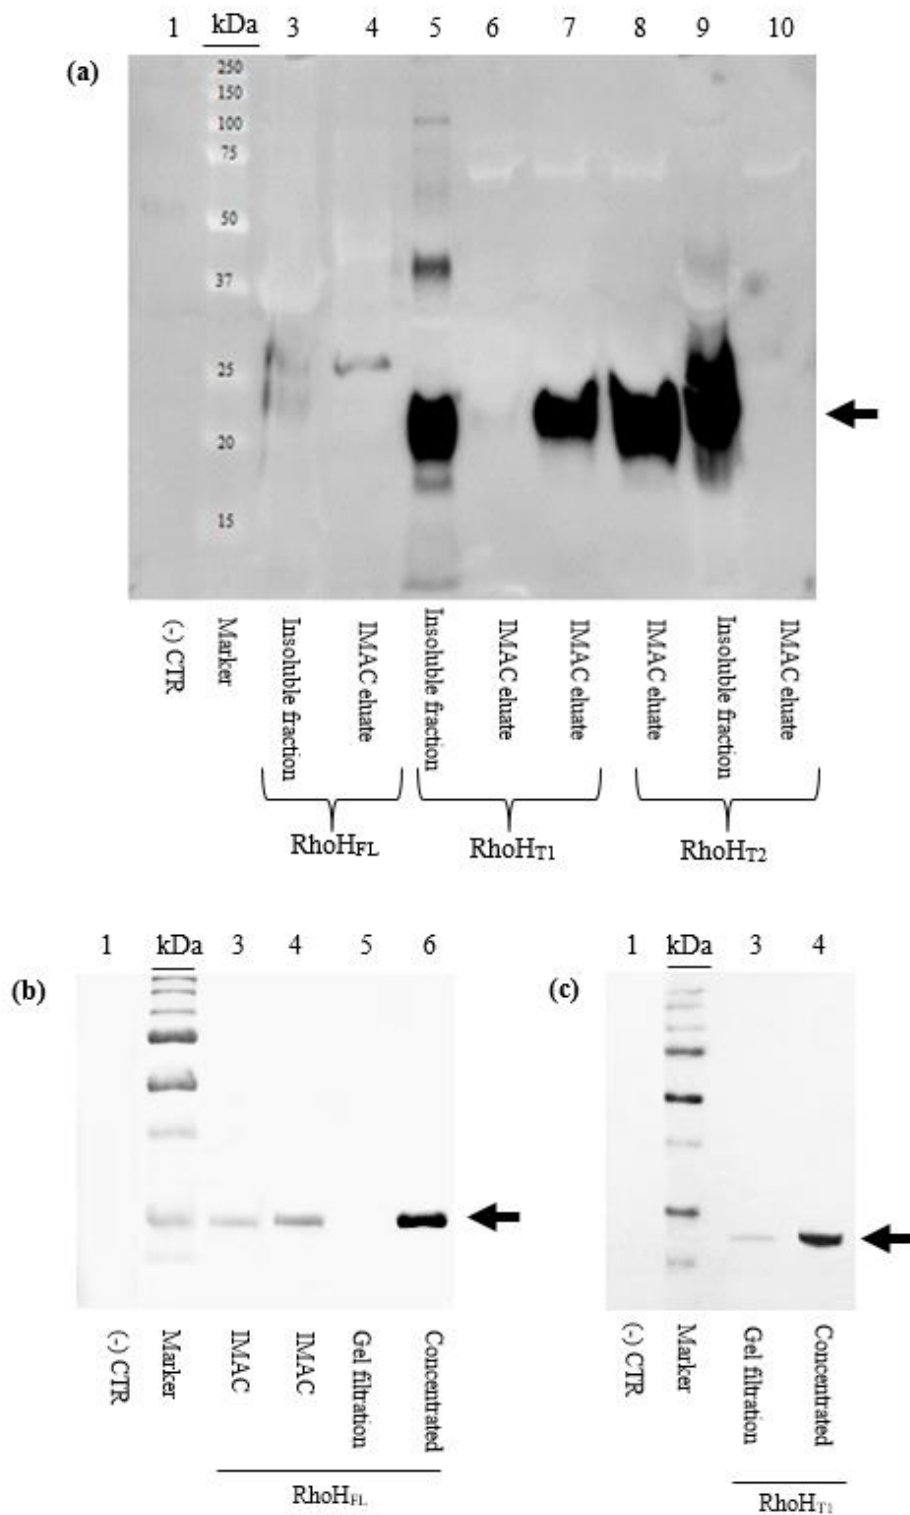 1 kDa 3 4 5 6 7 8 9 10
(a)
250
150
100
75
50
37
25
20
15
(-) CTR Marker Insoluble fraction IMAC eluate Insoluble fraction IMAC eluate IMAC eluate IMAC eluate Insoluble fraction IMAC eluate
RhoHFL RhoHT1 RhoHT2
1 kDa 3 4 5 6
(b)
(-) CTR Marker IMAC IMAC Gel filtration Concentrated
RhoHFL
1 kDa 3 4
(c)
(-) CTR Marker Gel filtration Concentrated
RhoHT1